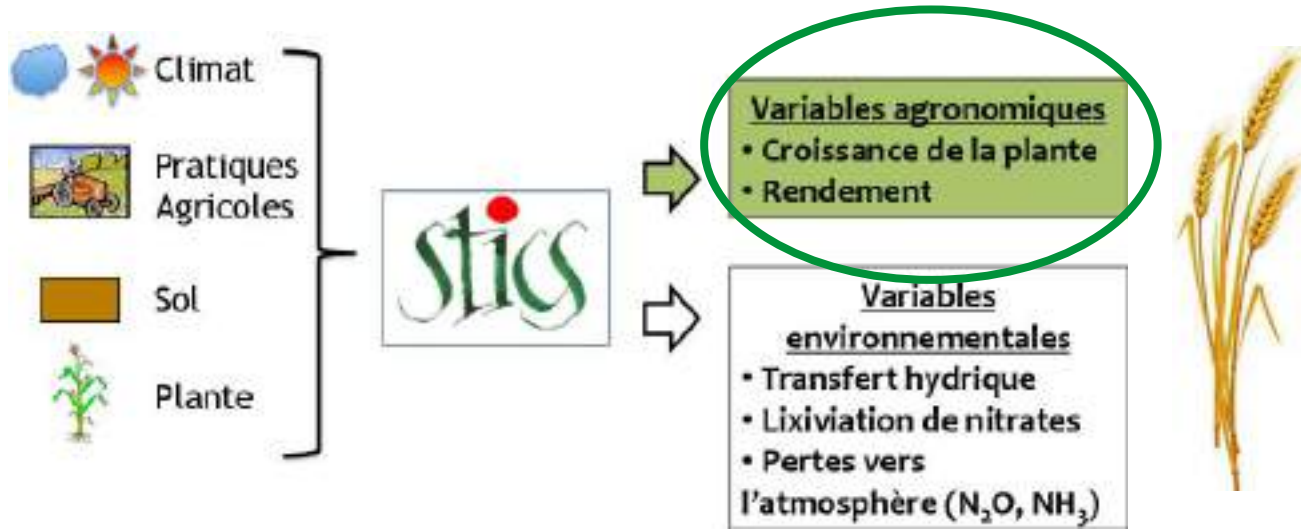 Climat
Pratiques
Agricoles
Sol
Plante
stics
Variables agronomiques
• Croissance de la plante
• Rendement
Variables
environnementales
• Transfert hydrique
• Lixiviation de nitrates
• Pertes vers
l'atmosphère (N₂O, NH₃)